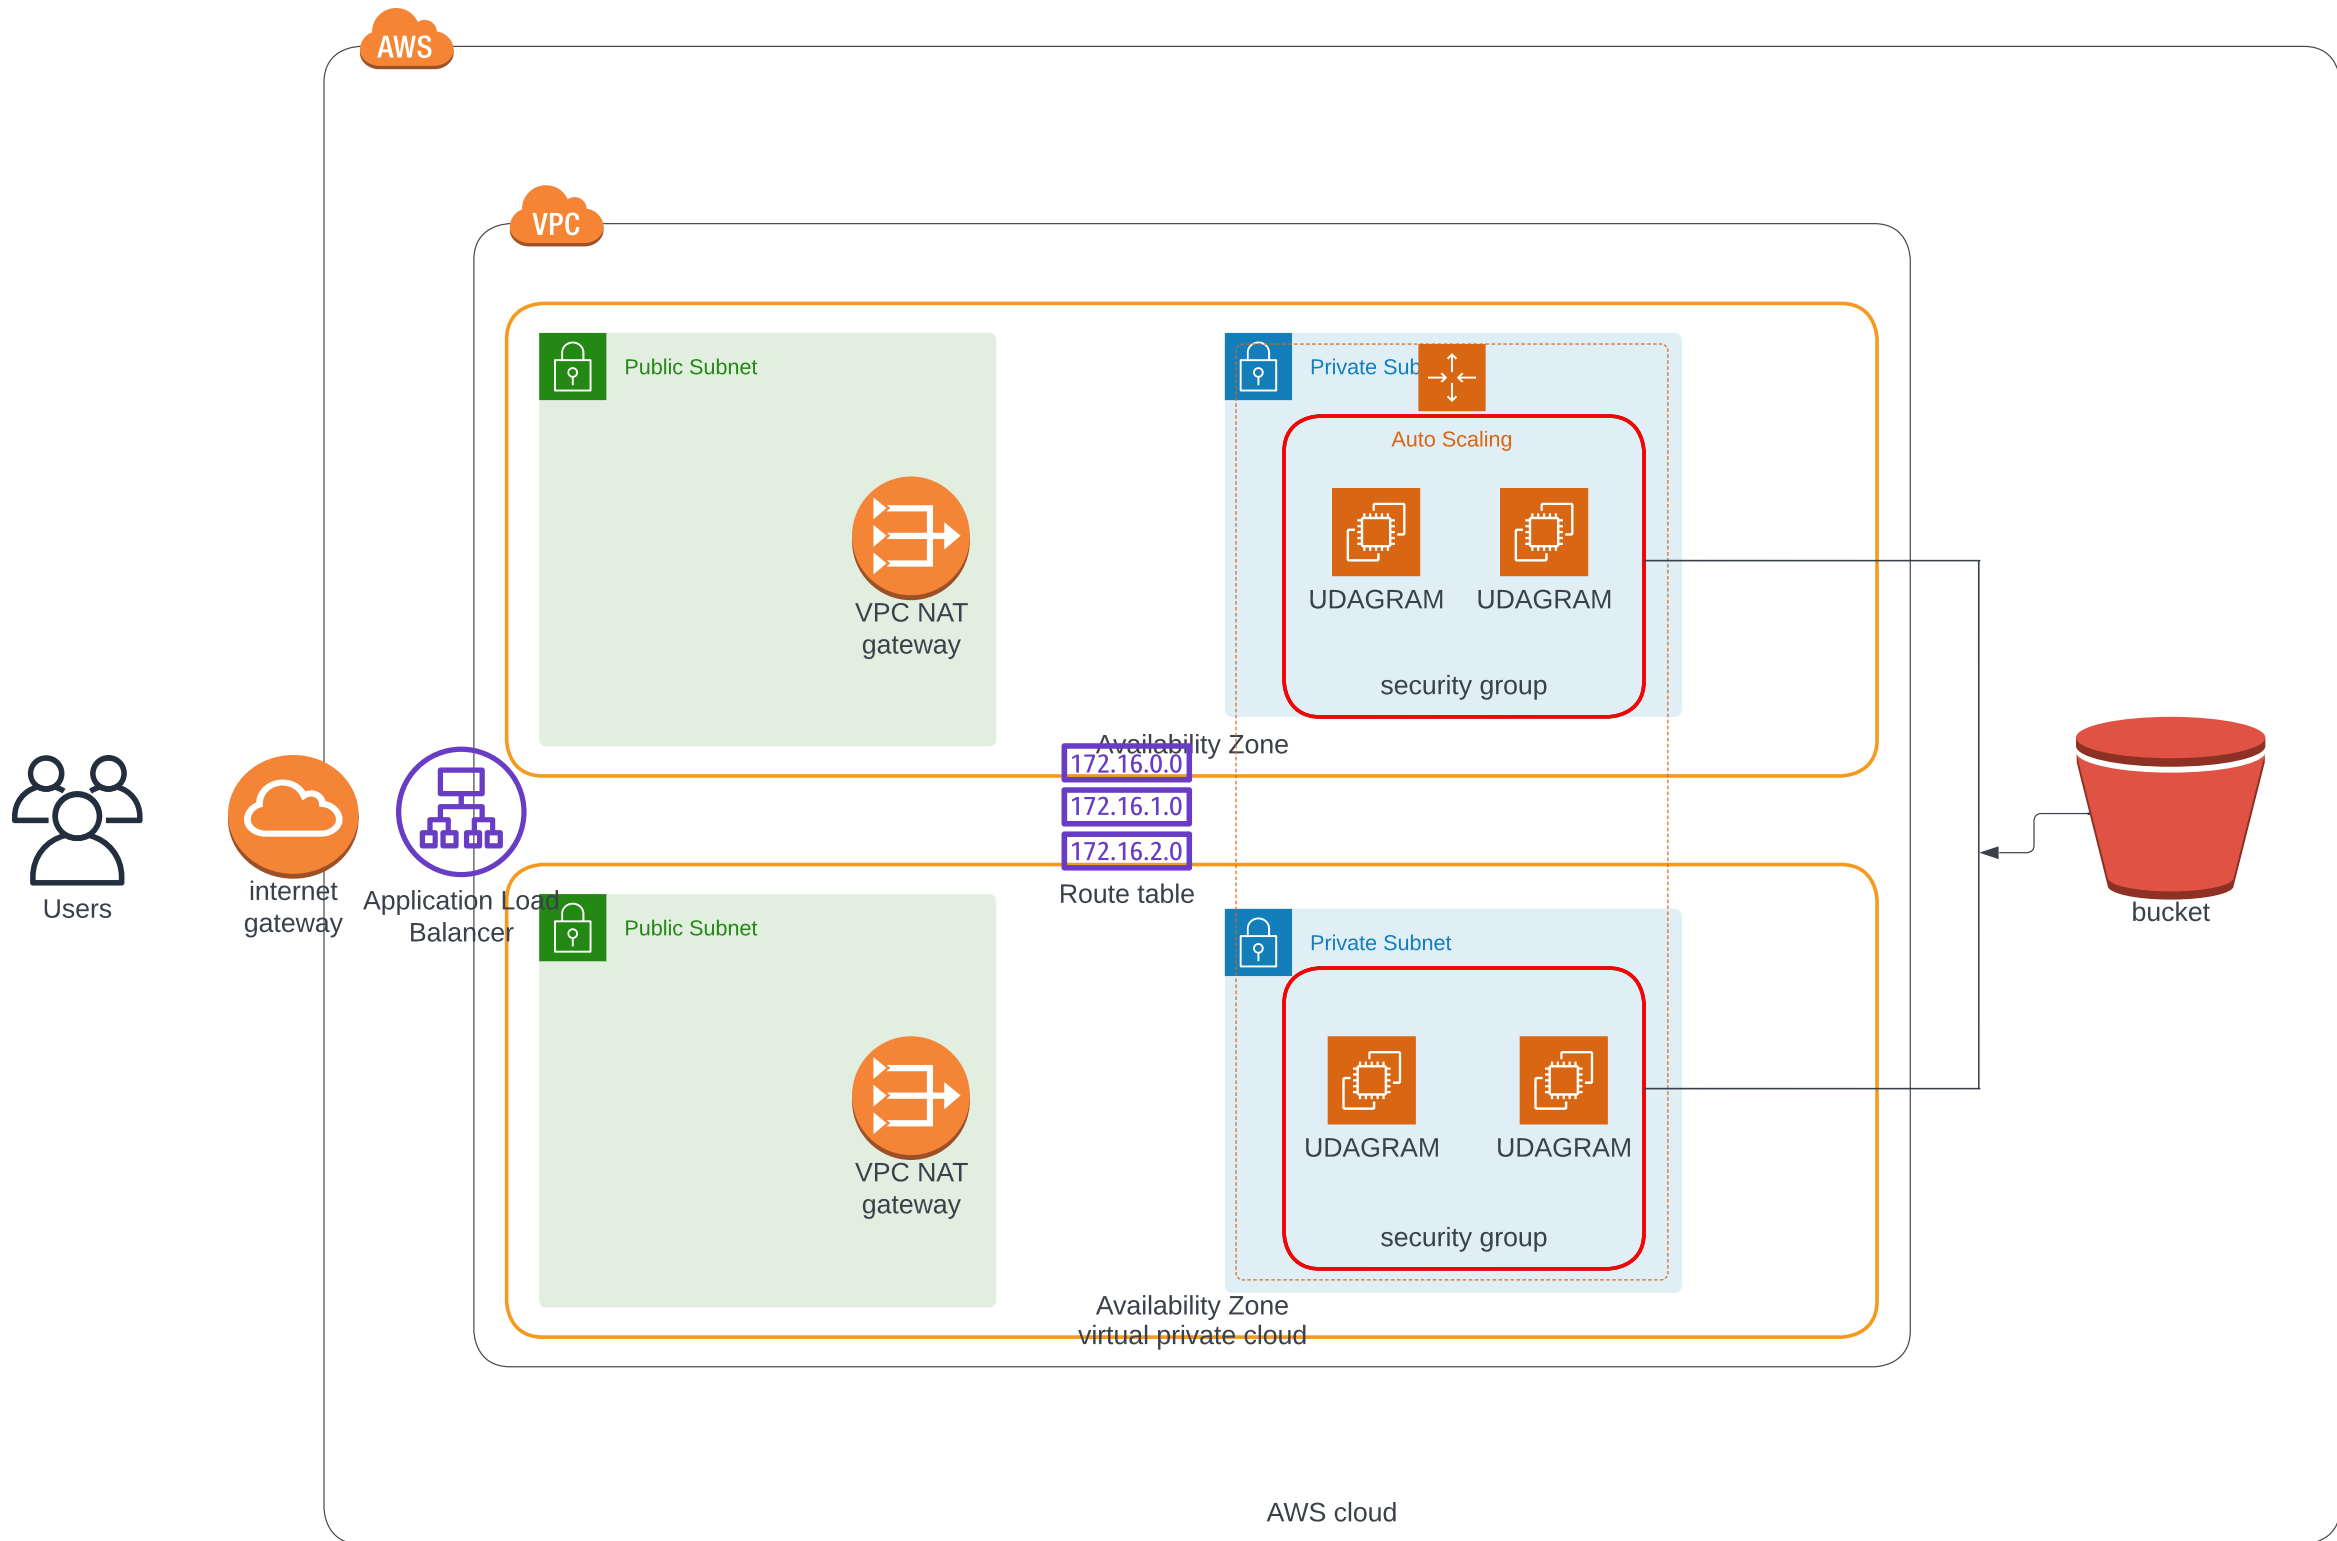 AWS
VPC
Public Subnet
Private Sub
Auto Scaling
UDAGRAM
UDAGRAM
VPC NAT
gateway
security group
Availability Zone
172.16.0.0
172.16.1.0
172.16.2.0
Route table
Users
internet
gateway
Application Load
Balancer
bucket
Public Subnet
Private Subnet
UDAGRAM
UDAGRAM
VPC NAT
gateway
security group
Availability Zone
virtual private cloud
AWS cloud